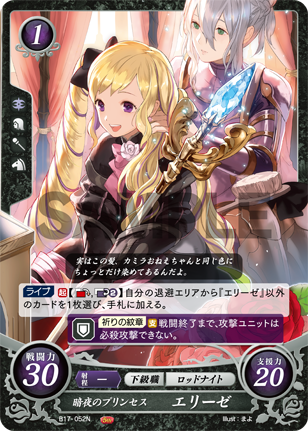 1
SAMPLE
実はこの髪、カミラおねえちゃんと同じ色に
ちょっとだけ染めてあるんだよ。
ライブ 起 自分の退避エリアから『エリーゼ』以外
のカードを1枚選び、手札に加える。
祈りの紋章 支 戦闘終了まで、攻撃ユニットは
必殺攻撃できない。
戦闘力
30
射程 一
下級職
ロッドナイト
支援力
20
暗夜のプリンセス エリーゼ
B17-052N
Illust:まよ